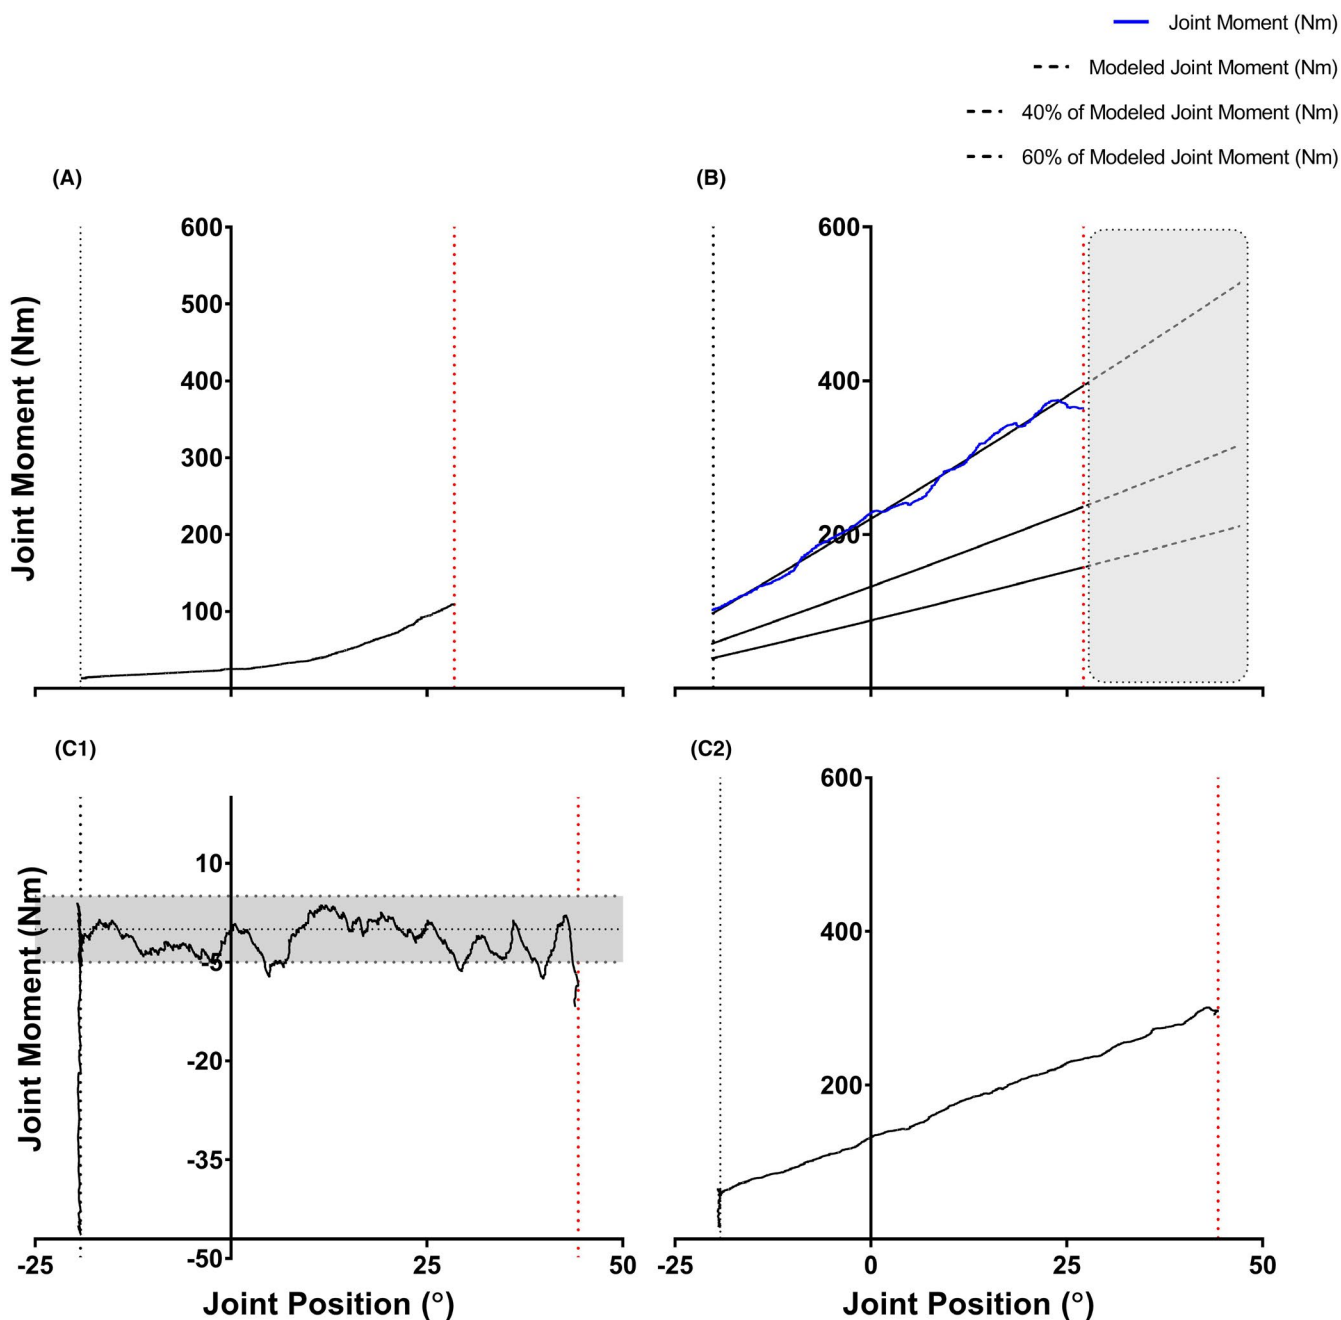 Joint Moment (Nm)
Modeled Joint Moment (Nm)
40% of Modeled Joint Moment (Nm)
60% of Modeled Joint Moment (Nm)
(A)
600
500
400
300
200
100
Joint Moment (Nm)
(B)
600
400
200
(C1)
10
-5
-20
-35
-50
-25
25
50
Joint Moment (Nm)
Joint Position (°)
(C2)
600
400
200
-25
0
25
50
Joint Position (°)